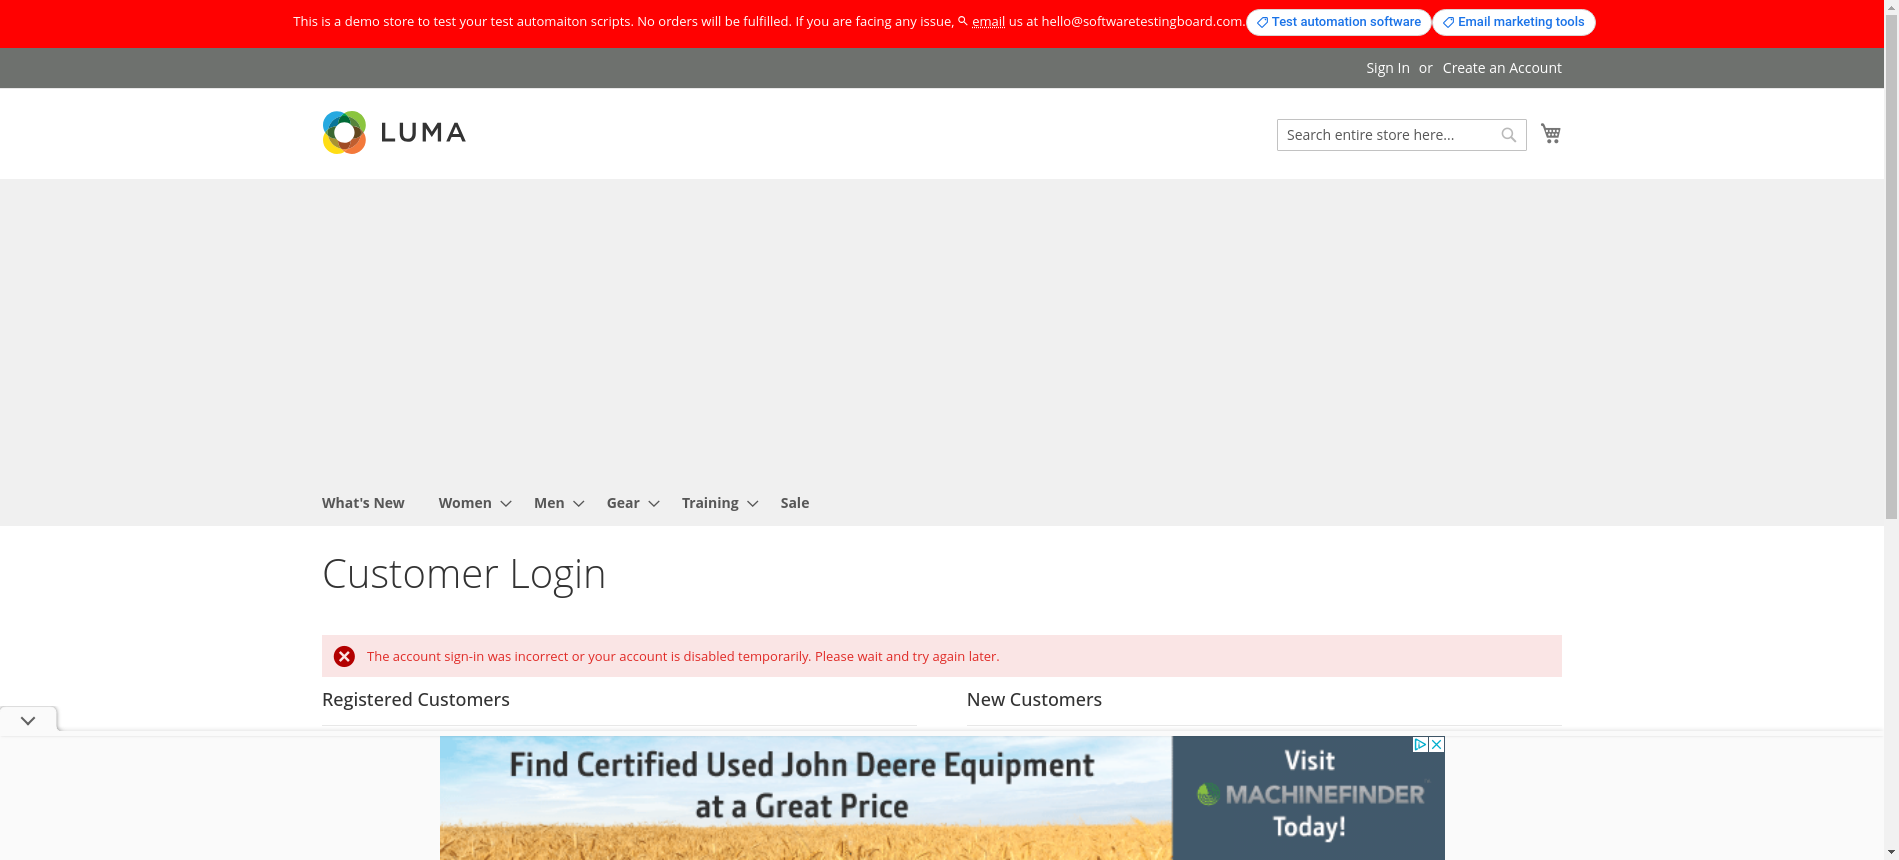 This is a demo store to test your test automaiton scripts. No orders will be fulfilled. If you are facing any issue, email us at hello@softwaretestingboard.com. Test automation software Email marketing tools
Sign In or Create an Account
LUMA
Search entire store here...
What's New Women Men Gear Training Sale
Customer Login
The account sign-in was incorrect or your account is disabled temporarily. Please wait and try again later.
Registered Customers
New Customers
Find Certified Used John Deere Equipment
at a Great Price
Visit
MACHINEFINDER
Today!